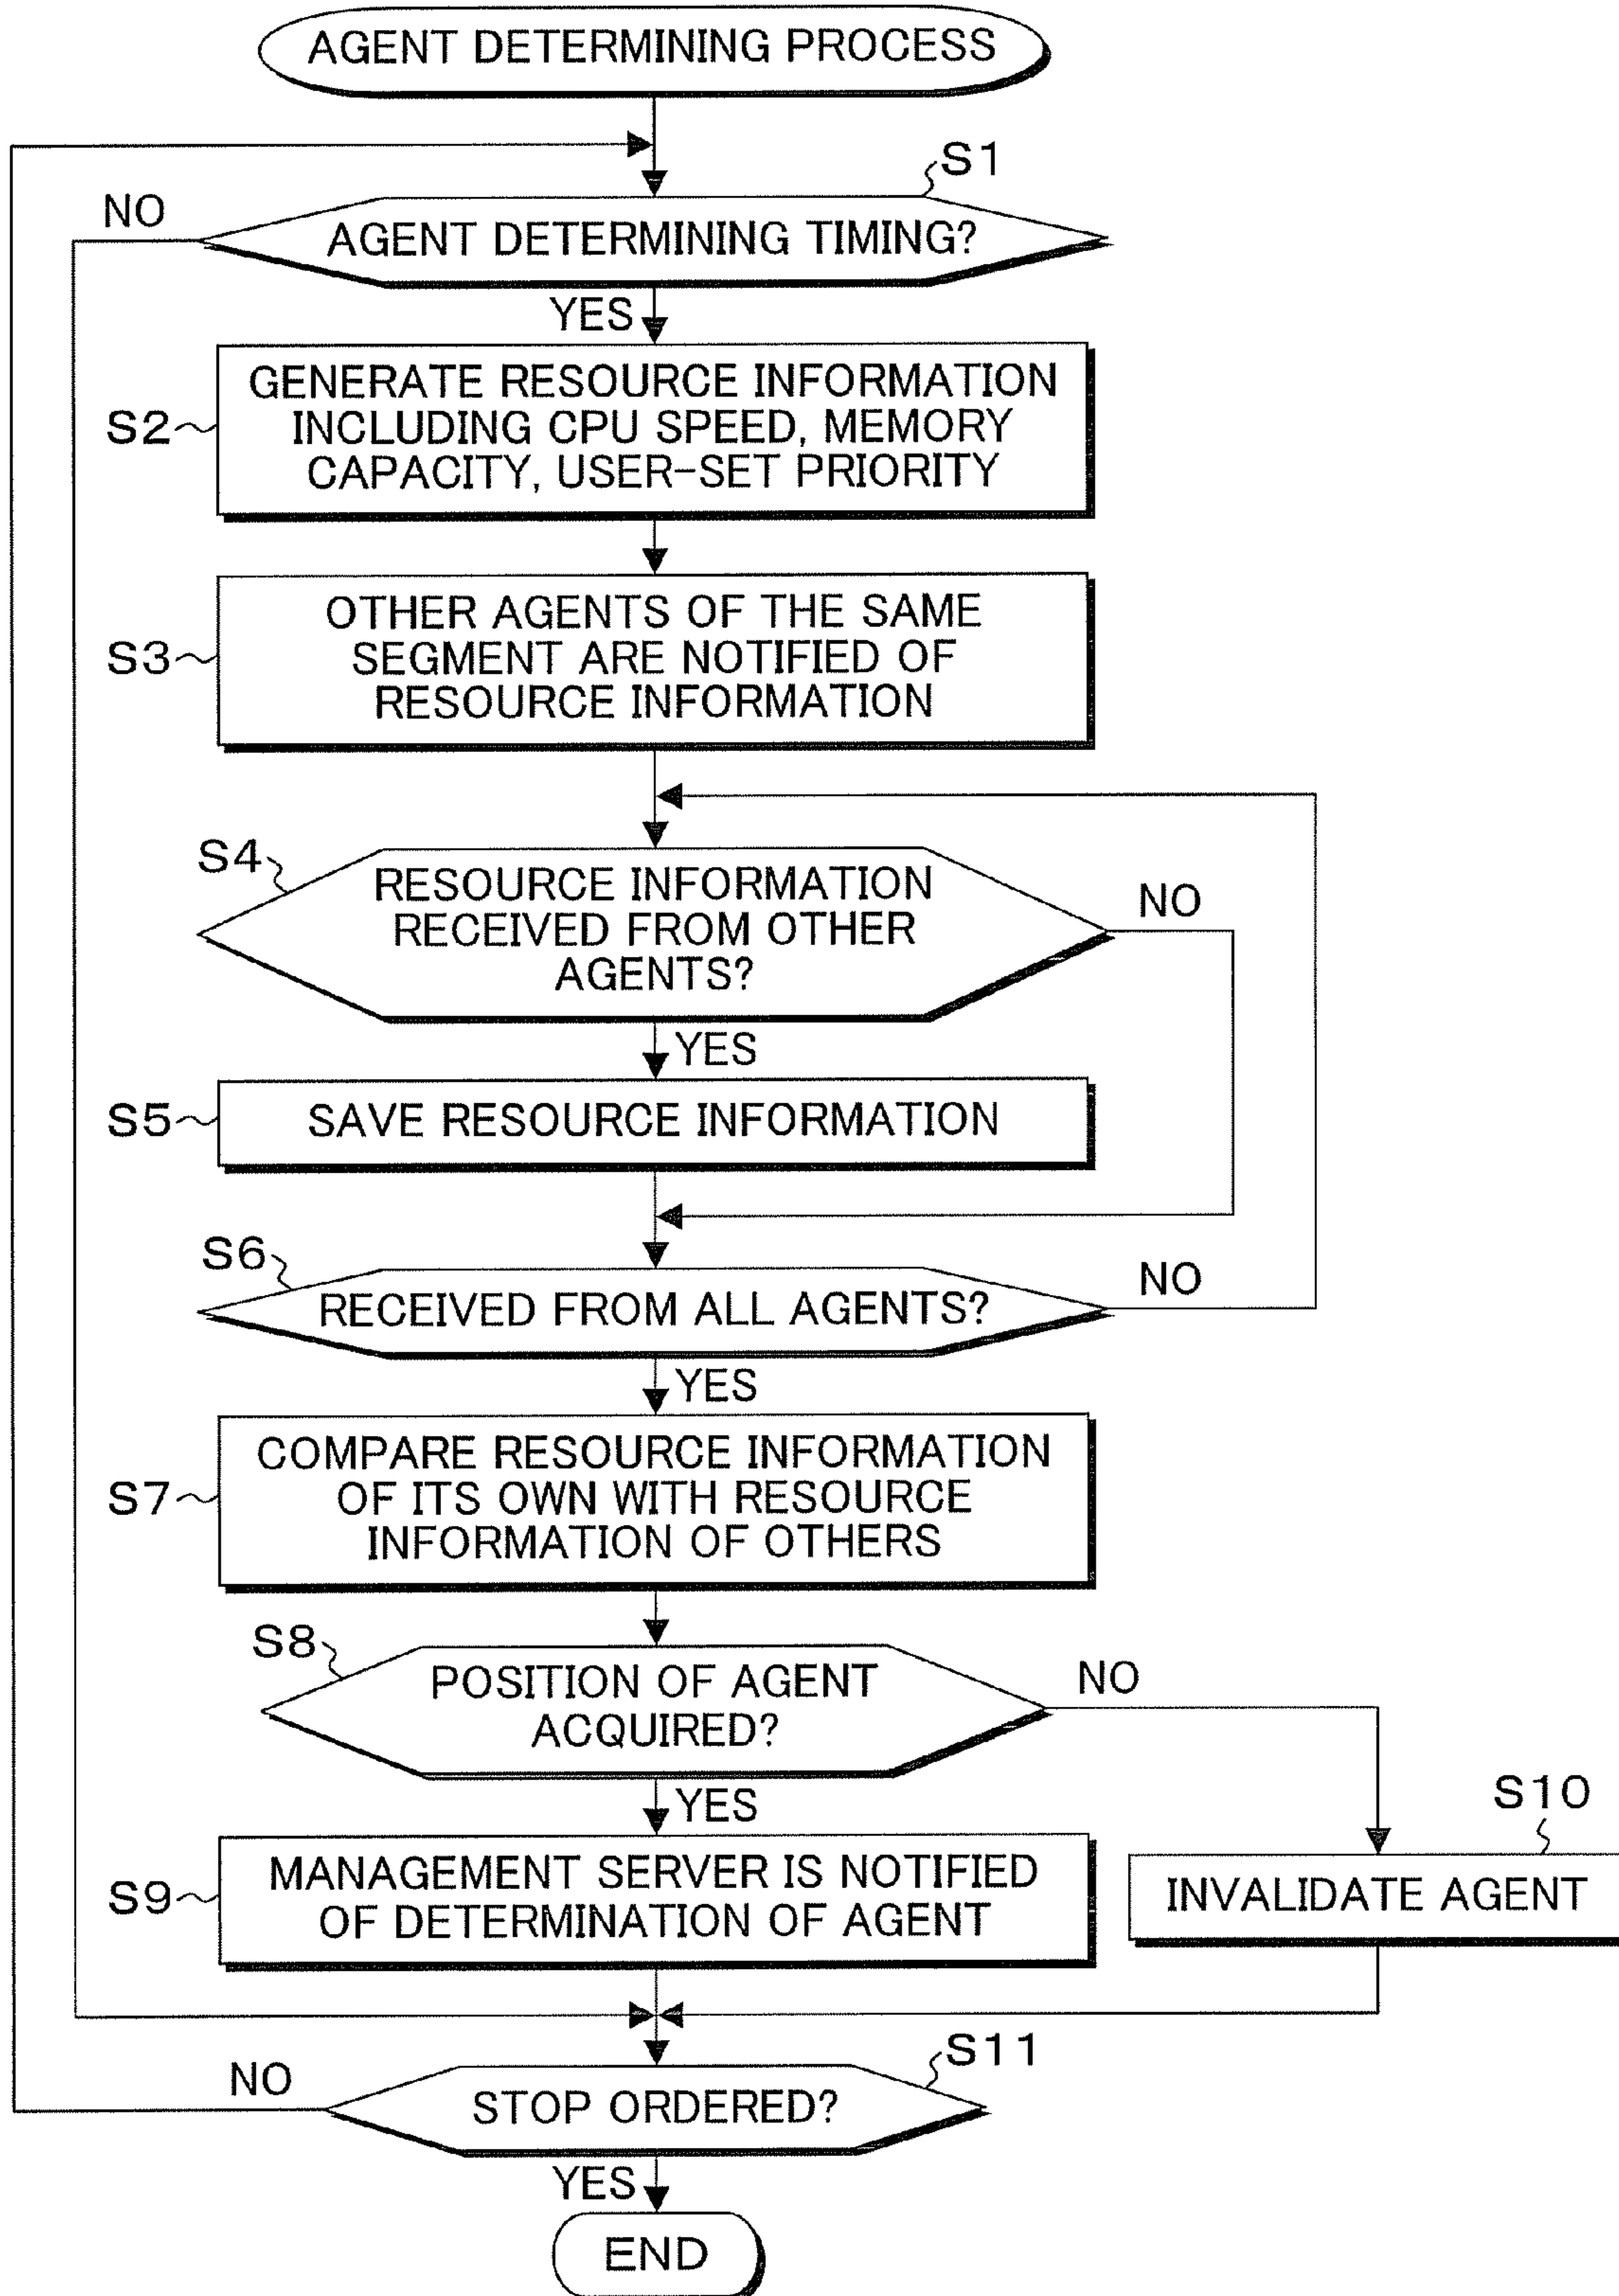 AGENT DETERMINING PROCESS
S1
NO
AGENT DETERMINING TIMING?
YES
S2
GENERATE RESOURCE INFORMATION
INCLUDING CPU SPEED, MEMORY
CAPACITY, USER-SET PRIORITY
S3
OTHER AGENTS OF THE SAME
SEGMENT ARE NOTIFIED OF
RESOURCE INFORMATION
S4
RESOURCE INFORMATION
RECEIVED FROM OTHER
AGENTS?
NO
YES
S5
SAVE RESOURCE INFORMATION
S6
RECEIVED FROM ALL AGENTS?
NO
YES
S7
COMPARE RESOURCE INFORMATION
OF ITS OWN WITH RESOURCE
INFORMATION OF OTHERS
S8
POSITION OF AGENT
ACQUIRED?
NO
YES
S9
MANAGEMENT SERVER IS NOTIFIED
OF DETERMINATION OF AGENT
S10
INVALIDATE AGENT
S11
NO
STOP ORDERED?
YES
END